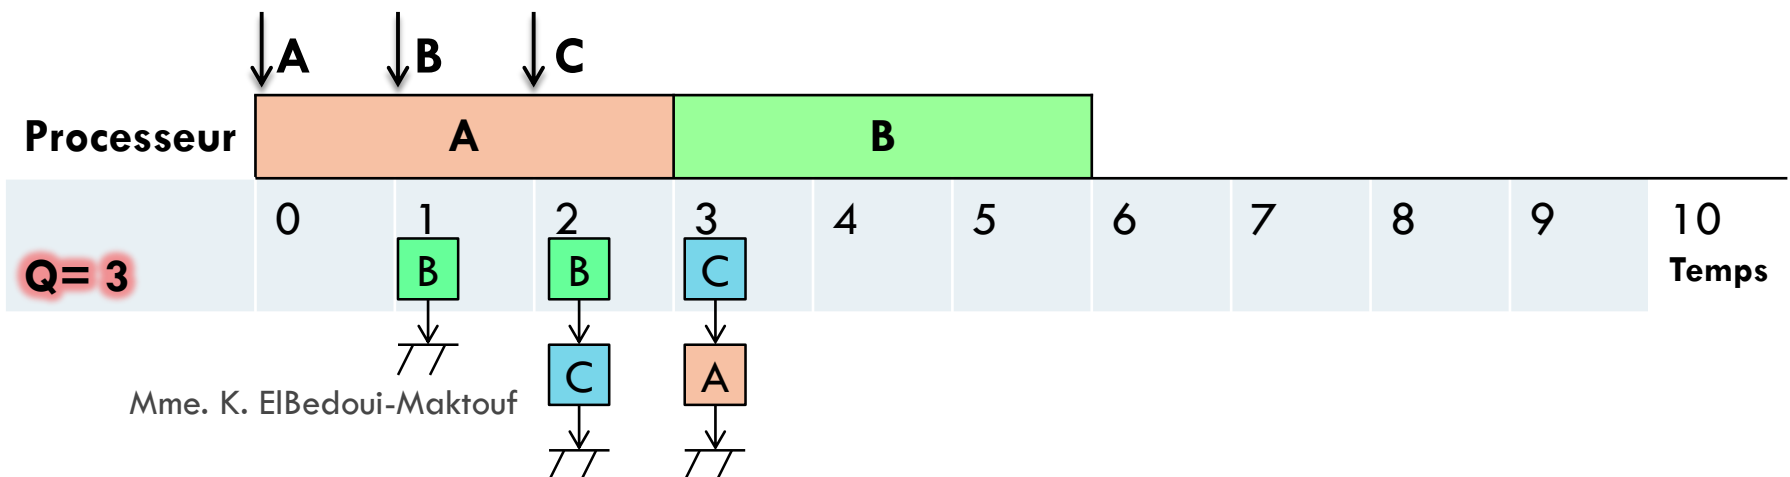 A B C
Processeur A B
0 1 2 3 4 5 6 7 8 9 10
Q= 3 B B C Temps
C A
Mme. K. ElBedoui-Maktouf